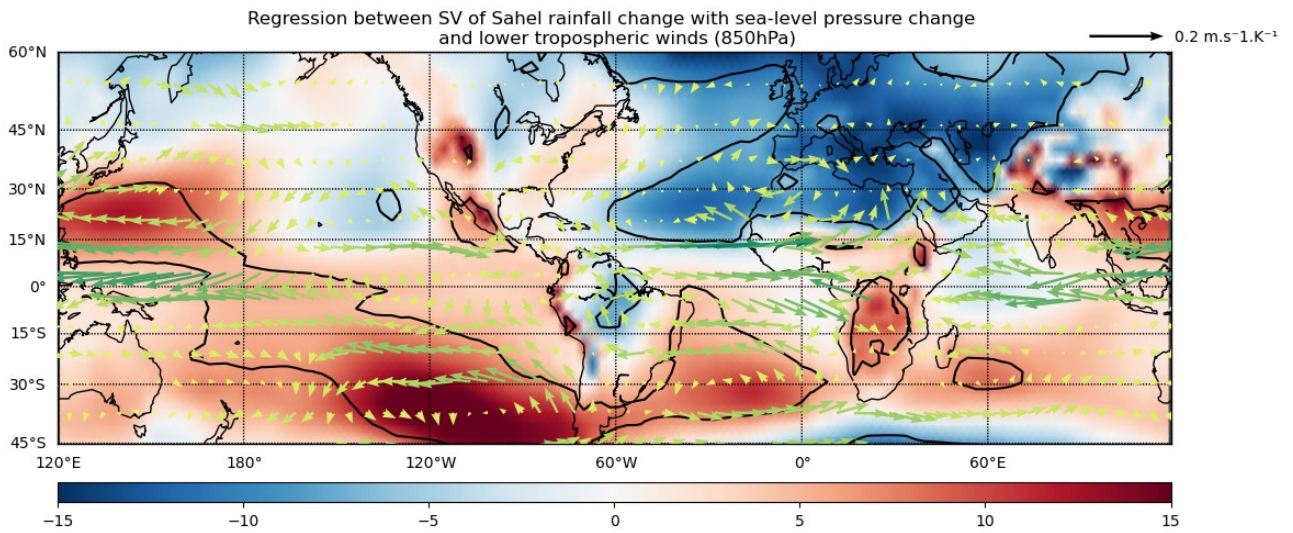 Regression between SV of Sahel rainfall change with sea-level pressure change
and lower tropospheric winds (850hPa)
0.2 m.s⁻1.K⁻¹
60°N
45°N
30°N
15°N
0°
15°S
30°S
45°S
120°E 180° 120°W 60°W 0° 60°E
−15 −10 −5 0 5 10 15